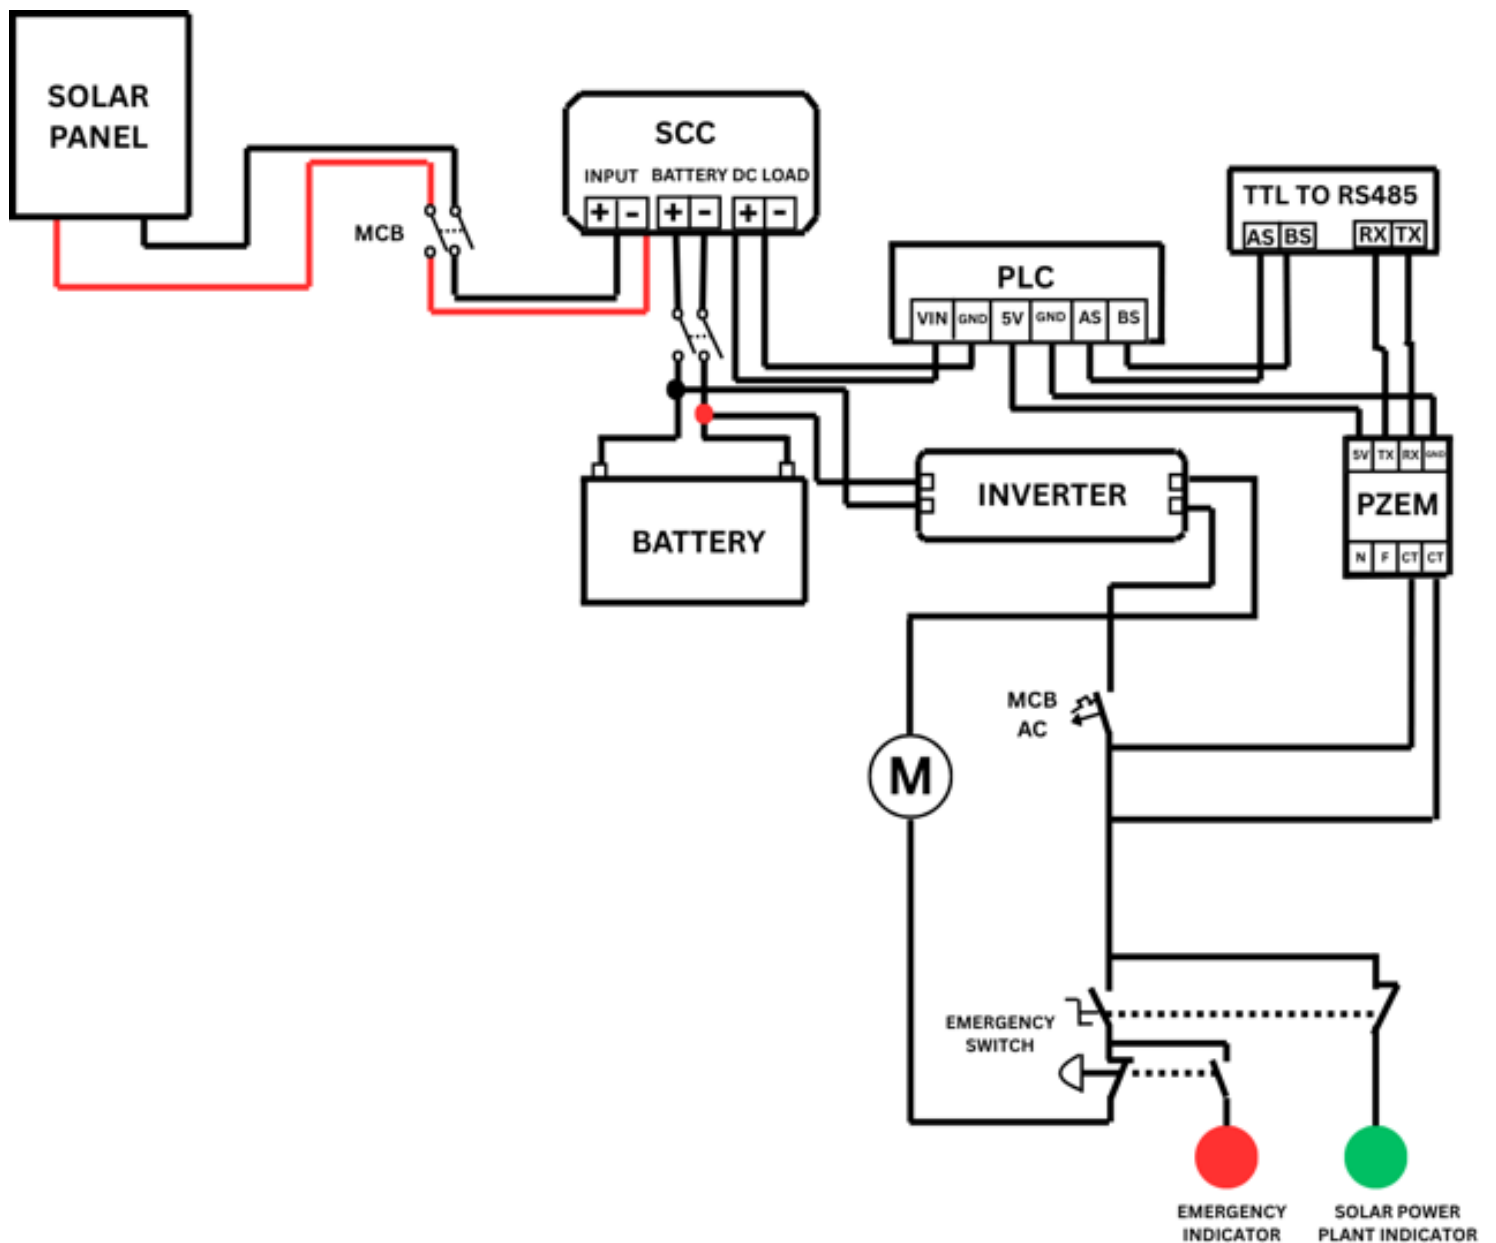 SOLAR
PANEL
SCC
INPUT BATTERY DC LOAD
+ - + - + -
MCB
TTL TO RS485
AS BS RX TX
PLC
VIN GND 5V GND AS BS
5V TX RX GND
PZEM
N F CT CT
INVERTER
BATTERY
MCB
AC
M
EMERGENCY
SWITCH
EMERGENCY
INDICATOR
SOLAR POWER
PLANT INDICATOR